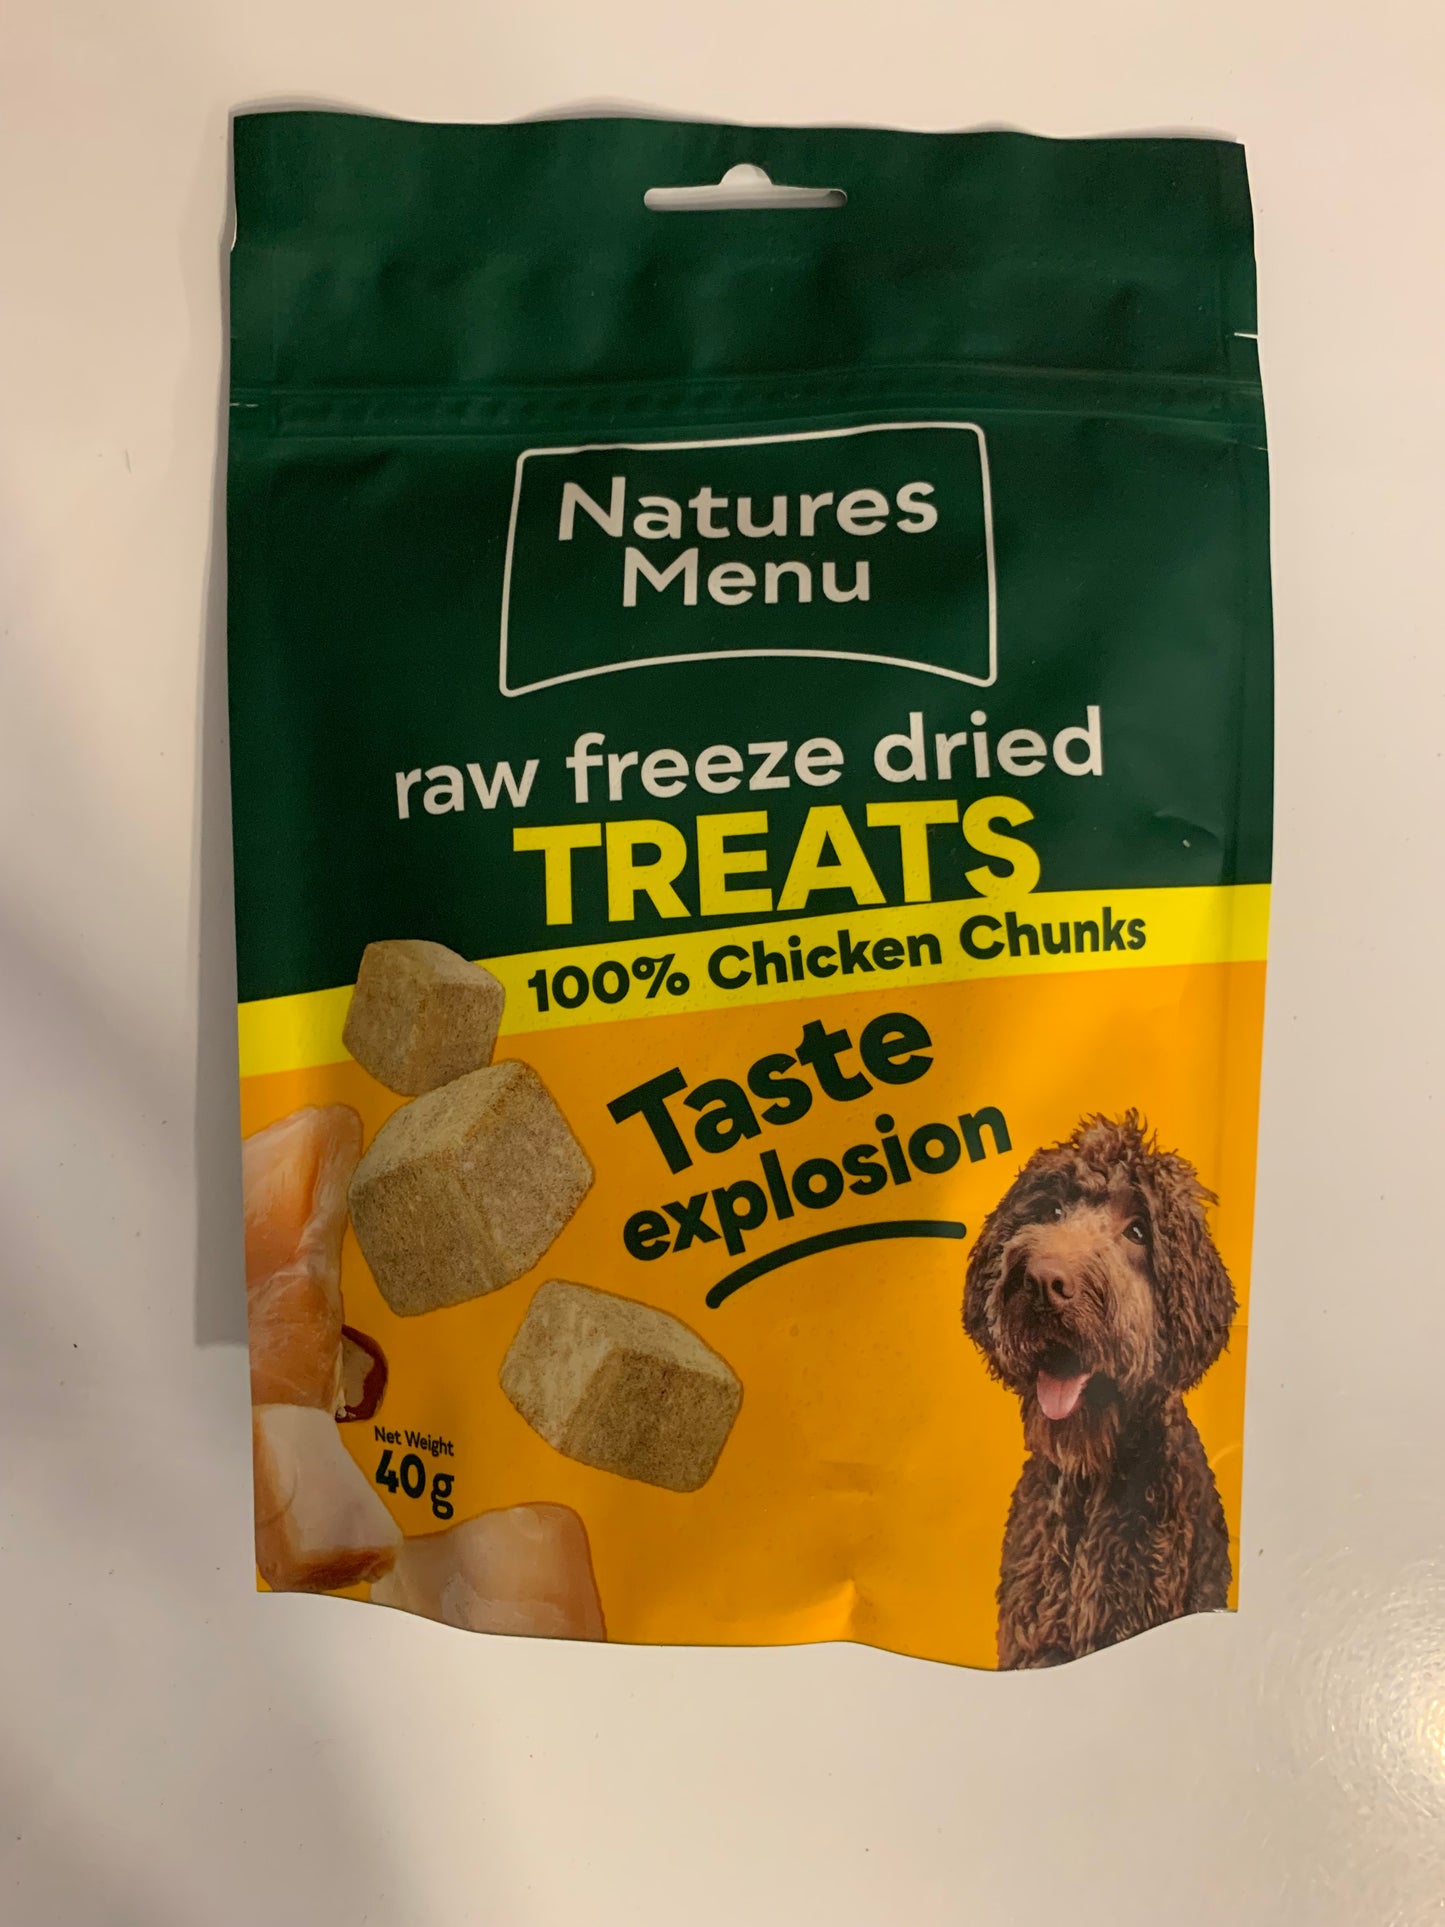 Natures
Menu
raw freeze dried
TREATS
100% Chicken Chunks
Taste
explosion
Net Weight
40g